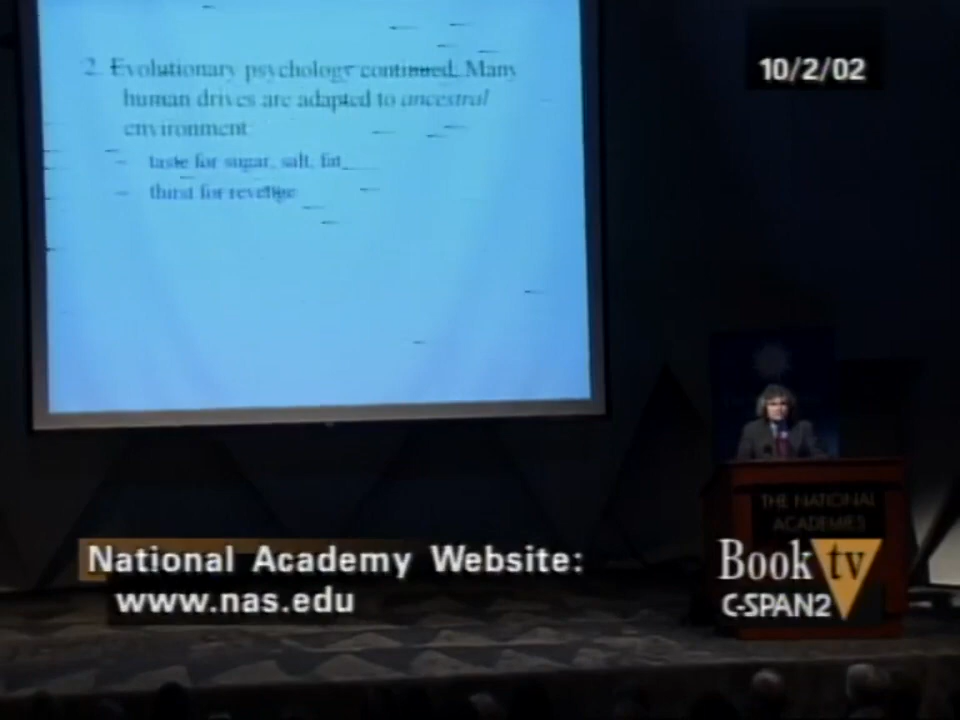 10/2/02
2. Evolutionary psychology continued. Many
human drives are adapted to ancestral
environment
– taste for sugar, salt, fat
– thirst for revenge
THE NATIONAL
ACADEMIES
National Academy Website:
www.nas.edu
Book tv
C-SPAN2